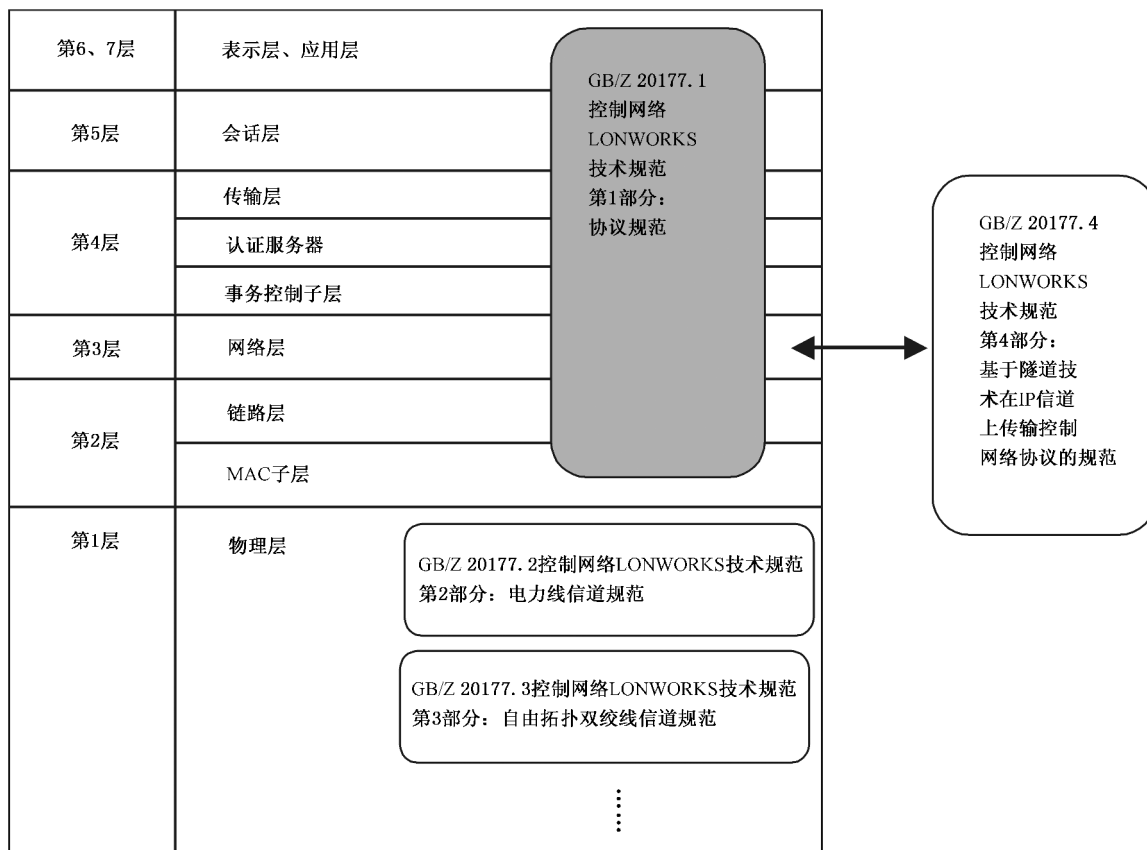 第6、7层
表示层、应用层
第5层
会话层
第4层
传输层
认证服务器
事务控制子层
第3层
网络层
第2层
链路层
MAC子层
第1层
物理层
GB/Z 20177.1
控制网络
LONWORKS
技术规范
第1部分：
协议规范
GB/Z 20177.2控制网络LONWORKS技术规范
第2部分：电力线信道规范
GB/Z 20177.3控制网络LONWORKS技术规范
第3部分：自由拓扑双绞线信道规范
GB/Z 20177.4
控制网络
LONWORKS
技术规范
第4部分：
基于隧道技
术在IP信道
上传输控制
网络协议的规范